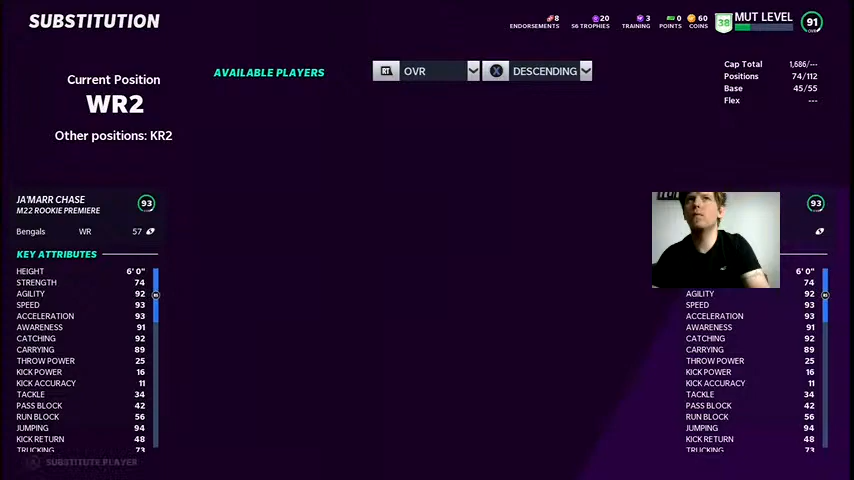 SUBSTITUTION
8 ENDORSEMENTS
20 56 TROPHIES
3 TRAINING
0 POINTS
60 COINS
38 MUT LEVEL
91 OVR
Current Position
WR2
Other positions: KR2
AVAILABLE PLAYERS
RT OVR
X DESCENDING
Cap Total 1,686/---
Positions 74/112
Base 45/55
Flex ---
JA'MARR CHASE 93
M22 ROOKIE PREMIERE
Bengals WR 57
KEY ATTRIBUTES
HEIGHT 6' 0"
STRENGTH 74
AGILITY 92
SPEED 93
ACCELERATION 93
AWARENESS 91
CATCHING 92
CARRYING 89
THROW POWER 25
KICK POWER 16
KICK ACCURACY 11
TACKLE 34
PASS BLOCK 42
RUN BLOCK 56
JUMPING 94
KICK RETURN 48
TRUCKING 73
SUBSTITUTE PLAYER
93
6' 0"
74
AGILITY 92
SPEED 93
ACCELERATION 93
AWARENESS 91
CATCHING 92
CARRYING 89
THROW POWER 25
KICK POWER 16
KICK ACCURACY 11
TACKLE 34
PASS BLOCK 42
RUN BLOCK 56
JUMPING 94
KICK RETURN 48
TRUCKING 73